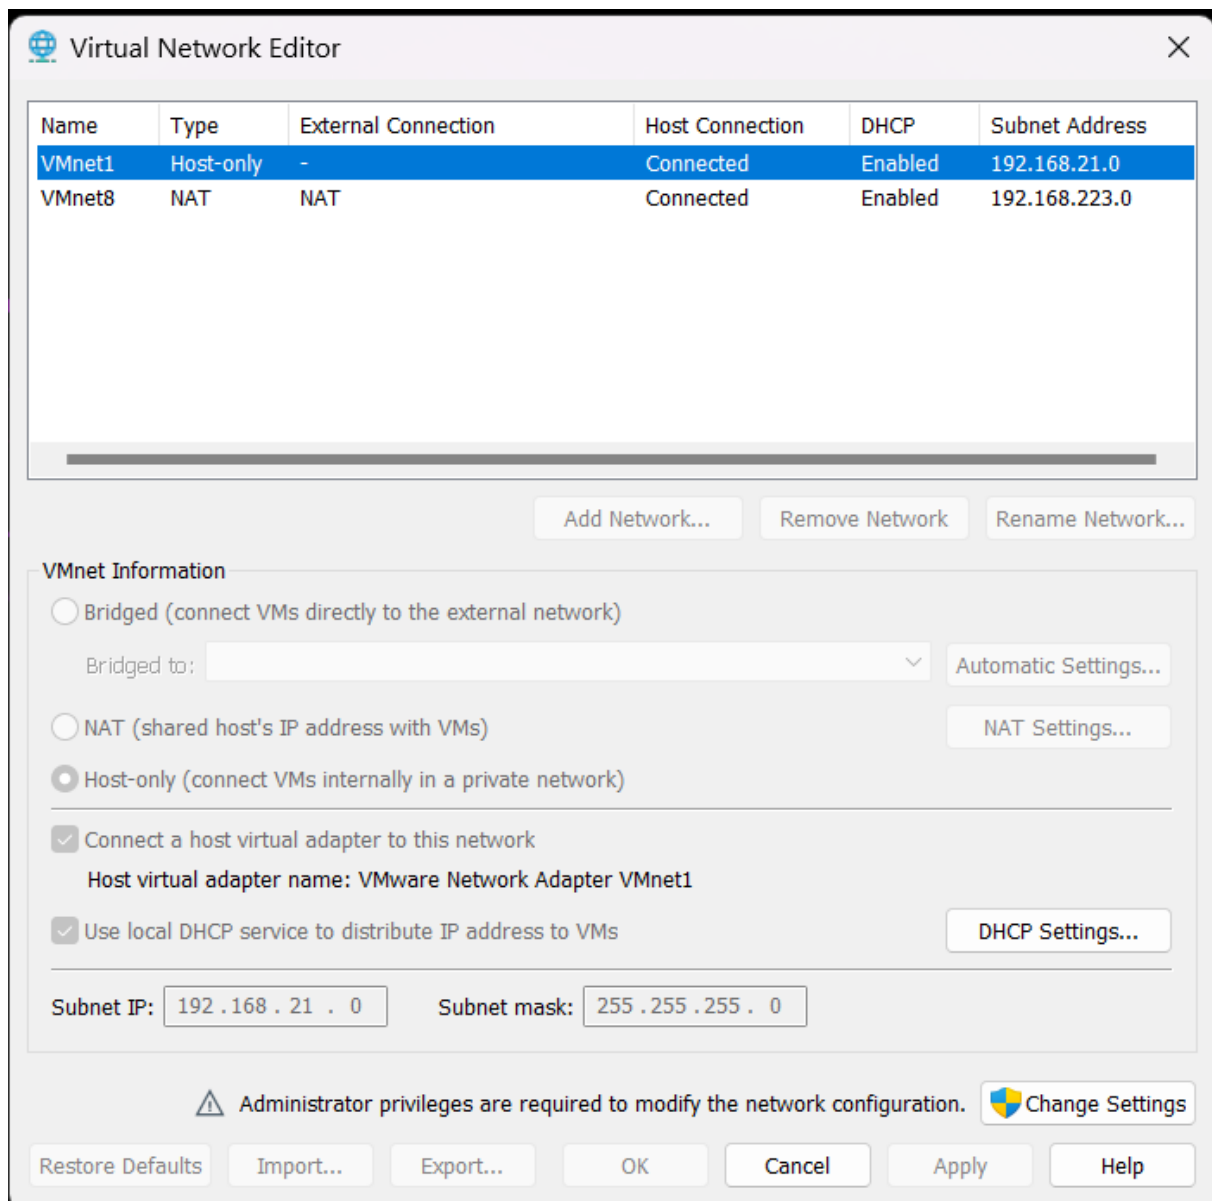 Virtual Network Editor
Name Type External Connection Host Connection DHCP Subnet Address
VMnet1 Host-only - Connected Enabled 192.168.21.0
VMnet8 NAT NAT Connected Enabled 192.168.223.0
Add Network... Remove Network Rename Network...
VMnet Information
Bridged (connect VMs directly to the external network)
Bridged to: Automatic Settings...
NAT (shared host's IP address with VMs) NAT Settings...
Host-only (connect VMs internally in a private network)
Connect a host virtual adapter to this network
Host virtual adapter name: VMware Network Adapter VMnet1
Use local DHCP service to distribute IP address to VMs DHCP Settings...
Subnet IP: 192 . 168 . 21 . 0 Subnet mask: 255 . 255 . 255 . 0
Administrator privileges are required to modify the network configuration. Change Settings
Restore Defaults Import... Export... OK Cancel Apply Help